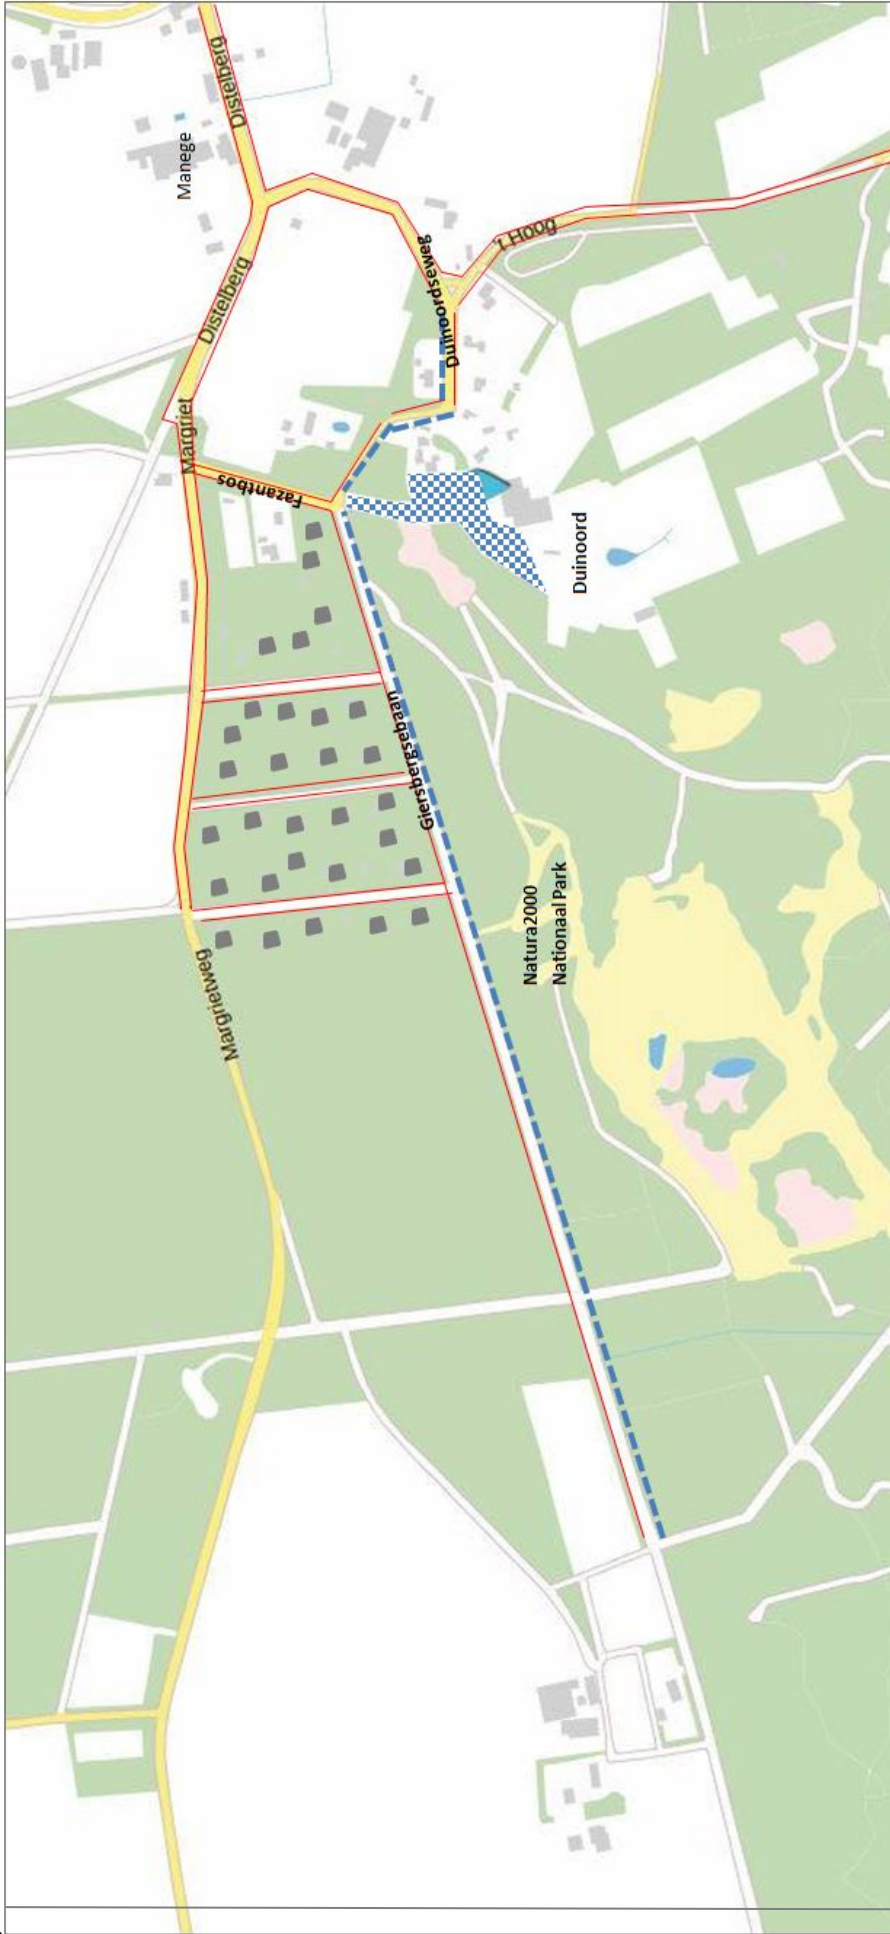 Distelberg
Manege
Distelberg
't Hoog
Duinoordseweg
Margriet
Fazantbos
Duinoord
Giersbergsebaan
Natura2000
Nationaal Park
Margrietweg